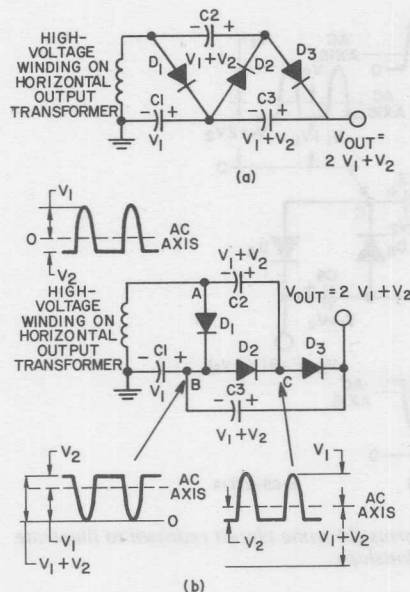 C2
- +
HIGH-
VOLTAGE
WINDING ON
HORIZONTAL
OUTPUT
TRANSFORMER
D1
V1 + V2
D2
D3
C1
- +
V1
C3
- +
V1 + V2
VOUT =
2 V1 + V2
(a)
V1
0
V2
AC
AXIS
HIGH-
VOLTAGE
WINDING ON
HORIZONTAL
OUTPUT
TRANSFORMER
A
V1 + V2
- +
C2
VOUT = 2 V1 + V2
D1
C1
- +
V1
B
D2
C
D3
C3
- +
V1 + V2
V2
AC
AXIS
0
V1
V1 + V2
V1
AC
AXIS
V2
V1 + V2
(b)